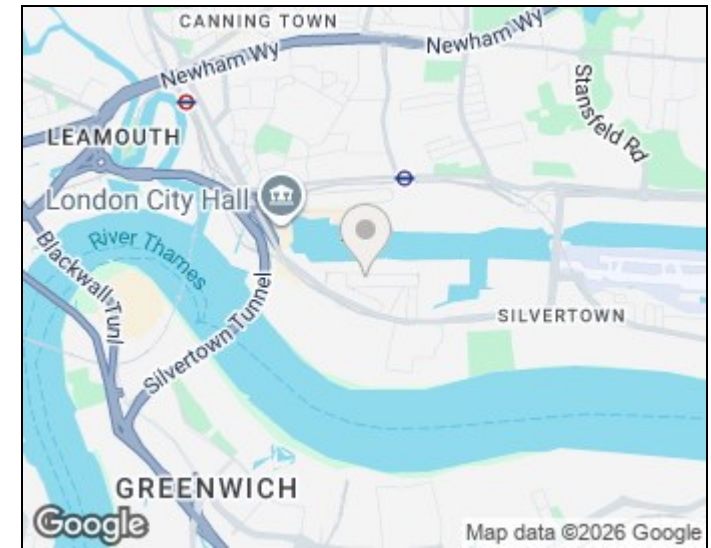 CANNING TOWN
Newham Wy
Newham Wy
Stansfeld Rd
LEAMOUTH
London City Hall
River Thames
Blackwall Tunl
Silvertown Tunnel
SILVERTOWN
GREENWICH
Google
Map data ©2026 Google